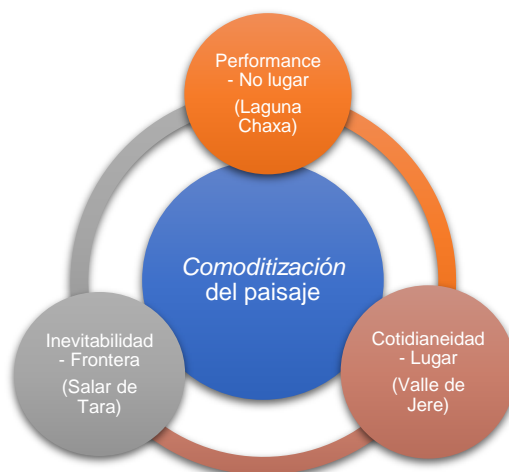 Performance
- No lugar
(Laguna
Chaxa)
Comoditización
del paisaje
Inevitabilidad
- Frontera
(Salar de
Tara)
Cotidianeidad
- Lugar
(Valle de
Jere)